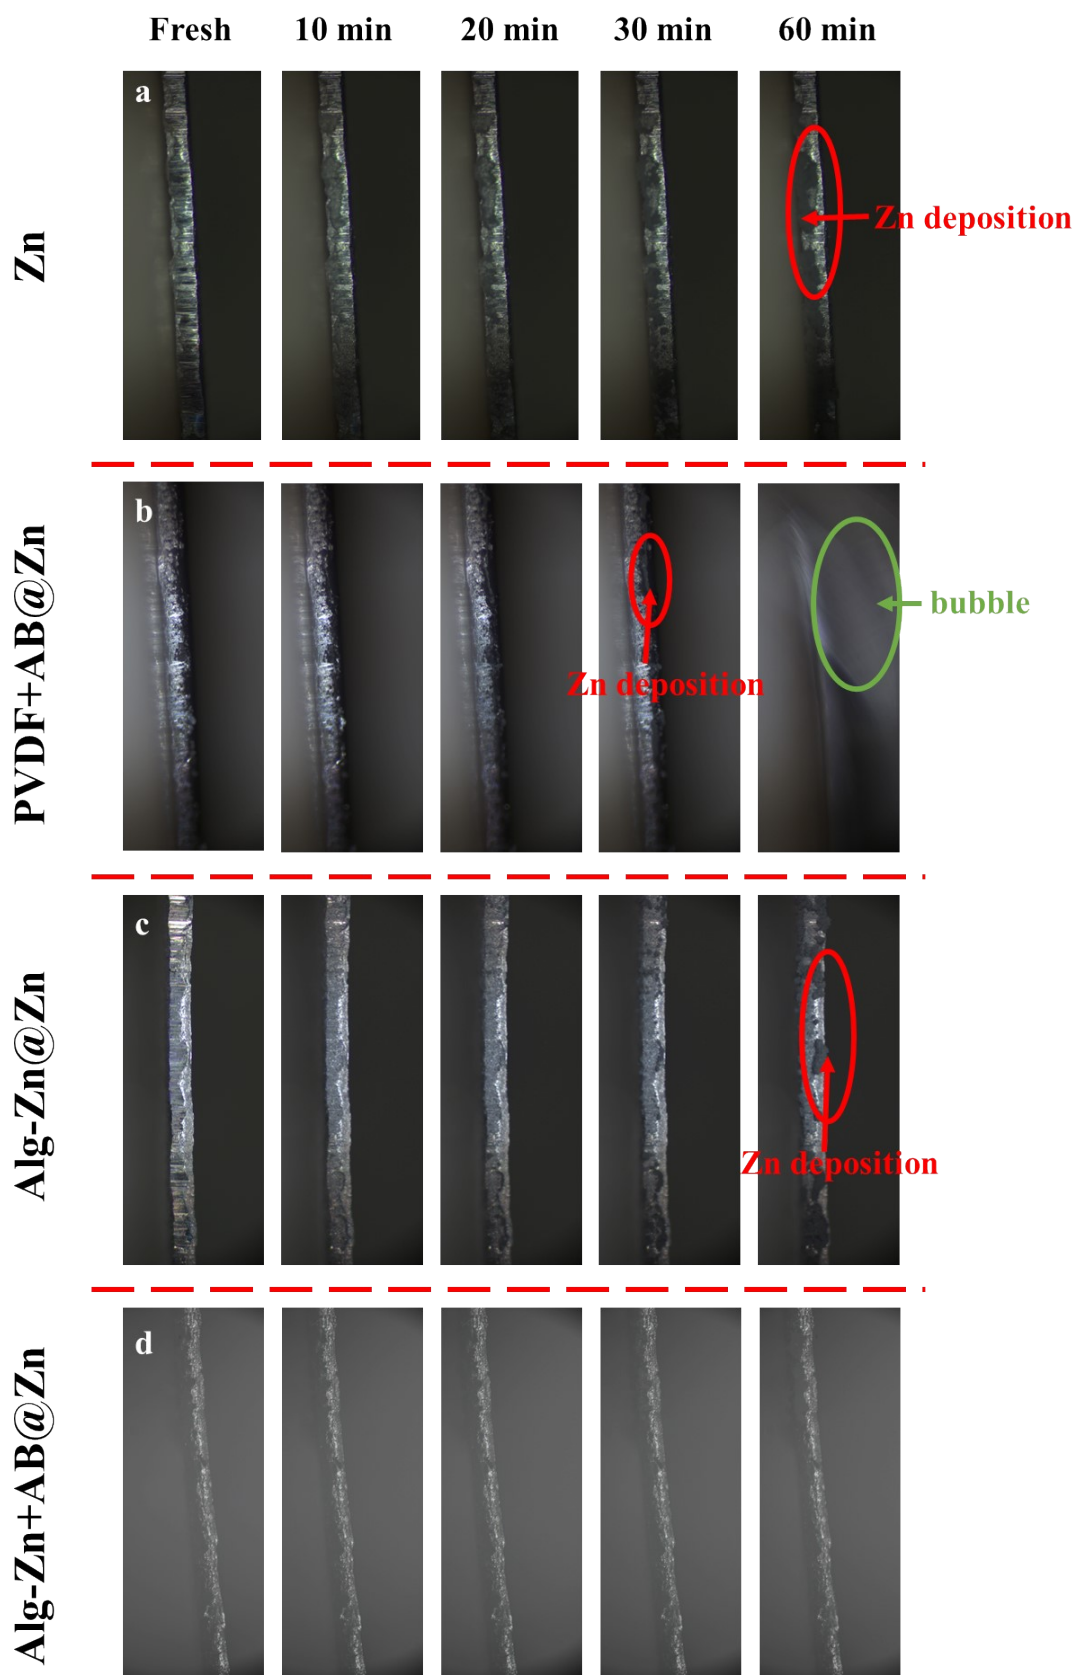 Fresh 10 min 20 min 30 min 60 min
Zn
a
Zn deposition
PVDF+AB@Zn
b
Zn deposition
bubble
Alg-Zn@Zn
c
Zn deposition
Alg-Zn+AB@Zn
d